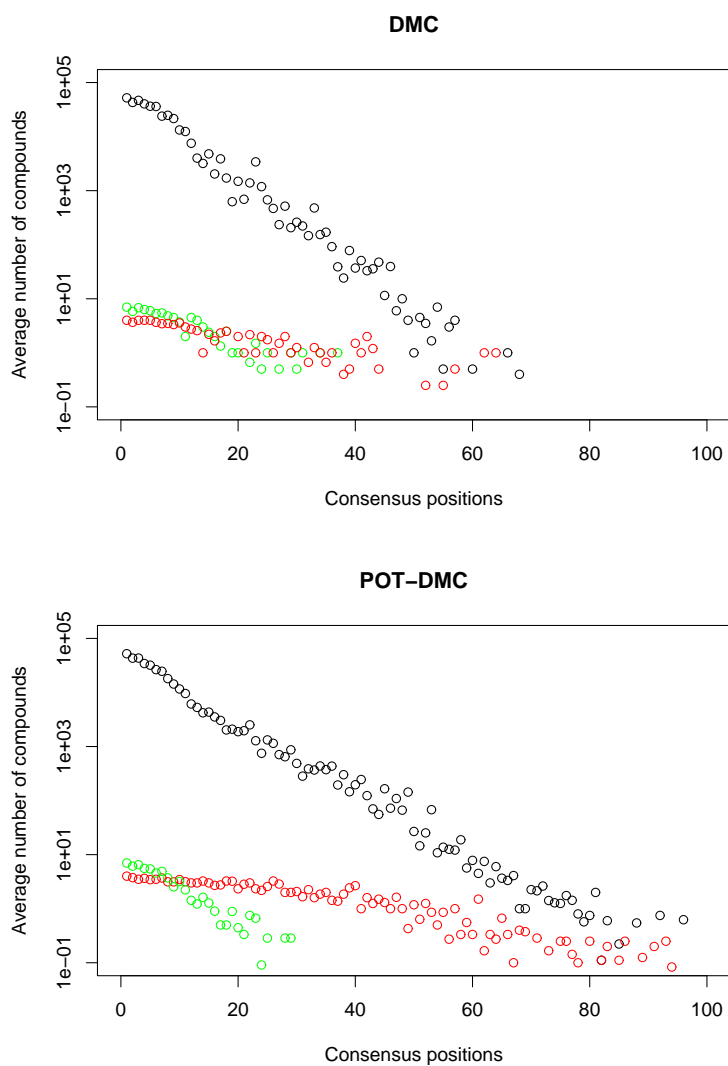 DMC
Average number of compounds
1e+05
1e+03
1e+01
1e−01
0 20 40 60 80 100
Consensus positions
POT−DMC
Average number of compounds
1e+05
1e+03
1e+01
1e−01
0 20 40 60 80 100
Consensus positions